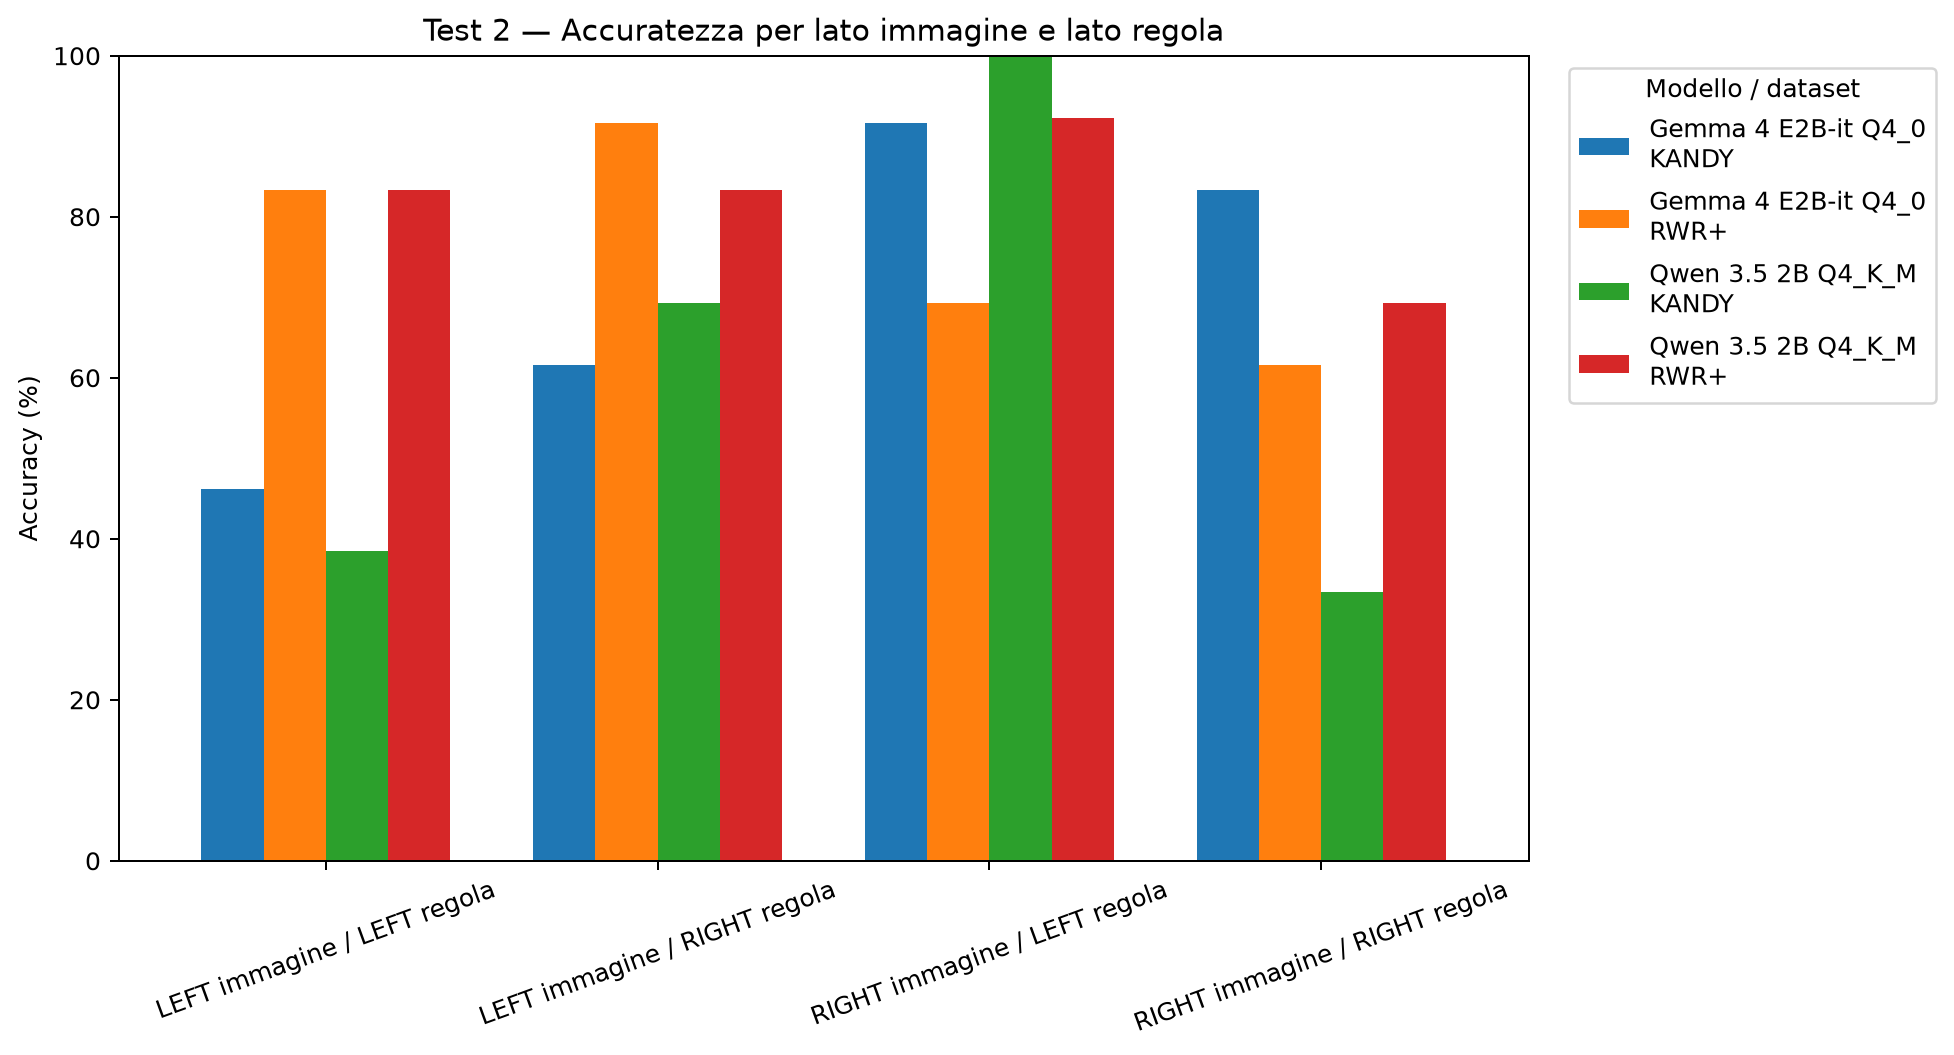 Test 2 — Accuratezza per lato immagine e lato regola
Accuracy (%)
100
80
60
40
20
0
LEFT immagine / LEFT regola
LEFT immagine / RIGHT regola
RIGHT immagine / LEFT regola
RIGHT immagine / RIGHT regola
Modello / dataset
Gemma 4 E2B-it Q4_0
KANDY
Gemma 4 E2B-it Q4_0
RWR+
Qwen 3.5 2B Q4_K_M
KANDY
Qwen 3.5 2B Q4_K_M
RWR+